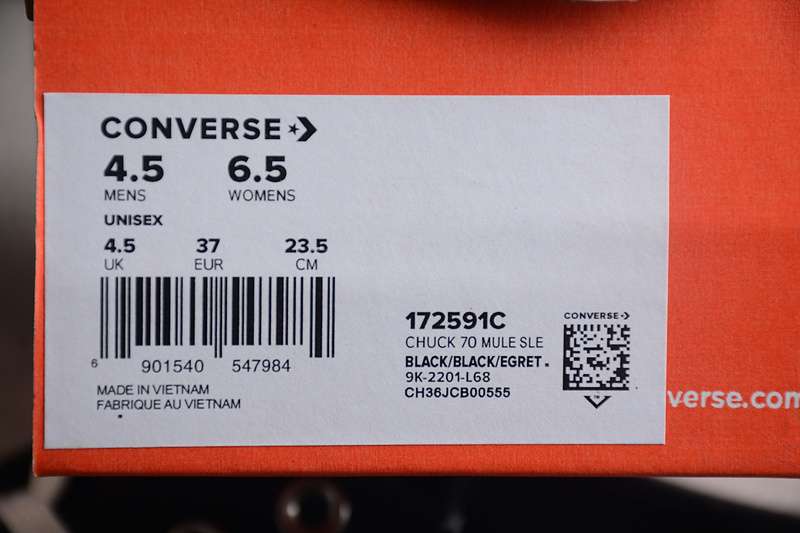 CONVERSE
4.5 6.5
MENS WOMENS
UNISEX
4.5 37 23.5
UK EUR CM
6 901540 547984
MADE IN VIETNAM
FABRIQUE AU VIETNAM
172591C
CHUCK 70 MULE SLE
BLACK/BLACK/EGRET
9K-2201-L68
CH36JCB00555
CONVERSE
verse.com